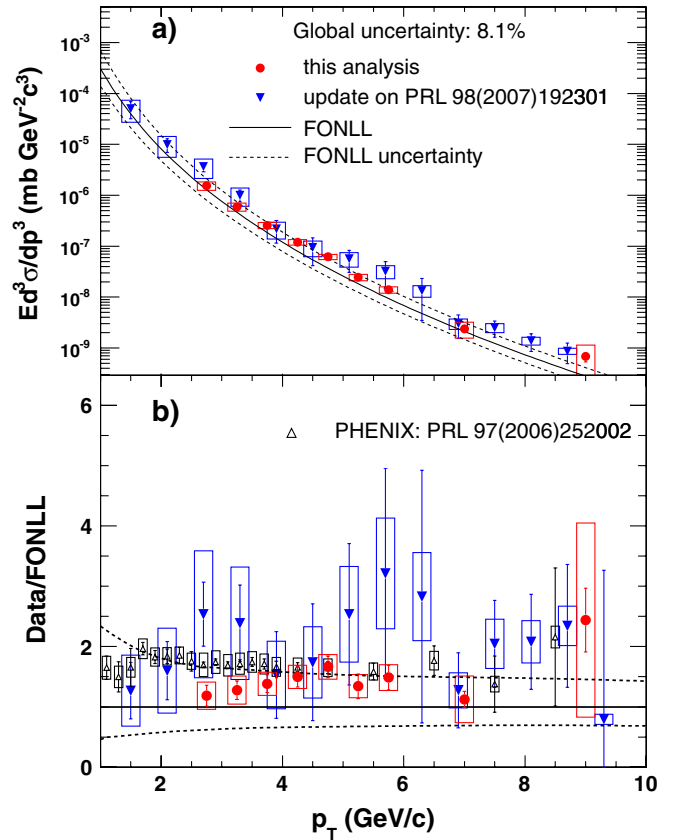 a)
Global uncertainty: 8.1%
this analysis
update on PRL 98(2007)192301
FONLL
FONLL uncertainty
10⁻³
10⁻⁴
10⁻⁵
10⁻⁶
10⁻⁷
10⁻⁸
10⁻⁹
Ed³σ/dp³ (mb GeV⁻²c³)
b)
PHENIX: PRL 97(2006)252002
6
4
2
0
Data/FONLL
2 4 6 8 10
p_T (GeV/c)